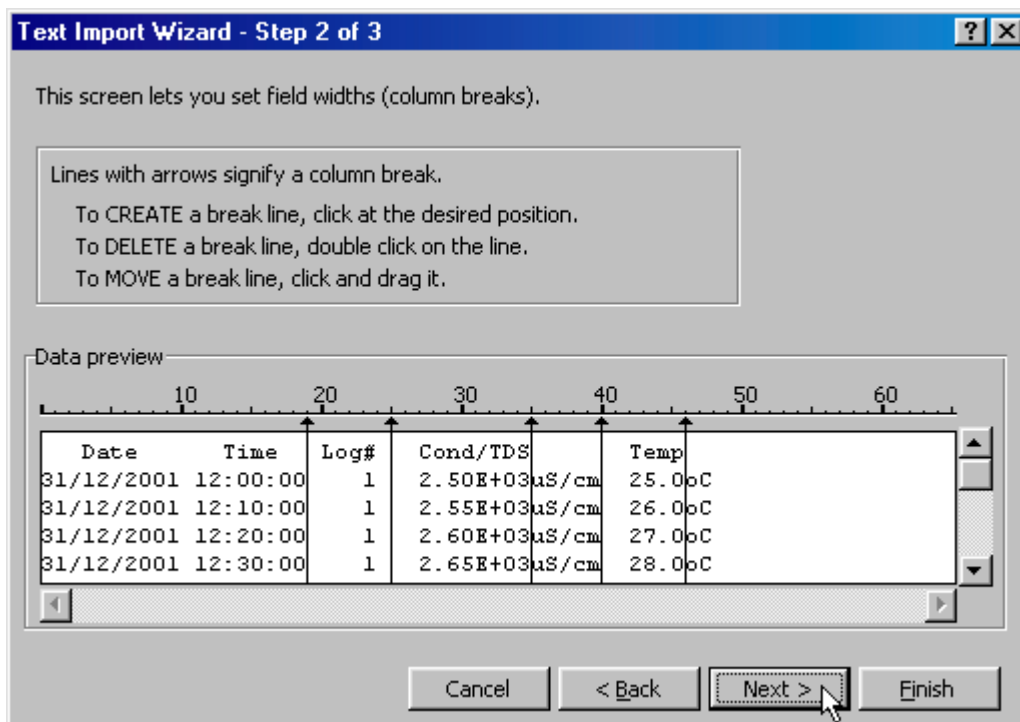 Text Import Wizard - Step 2 of 3
This screen lets you set field widths (column breaks).
Lines with arrows signify a column break.
To CREATE a break line, click at the desired position.
To DELETE a break line, double click on the line.
To MOVE a break line, click and drag it.
Data preview
10 20 30 40 50 60
Date Time Log# Cond/TDS Temp
31/12/2001 12:00:00 1 2.50E+03uS/cm 25.0oC
31/12/2001 12:10:00 1 2.55E+03uS/cm 26.0oC
31/12/2001 12:20:00 1 2.60E+03uS/cm 27.0oC
31/12/2001 12:30:00 1 2.65E+03uS/cm 28.0oC
Cancel < Back Next > Finish